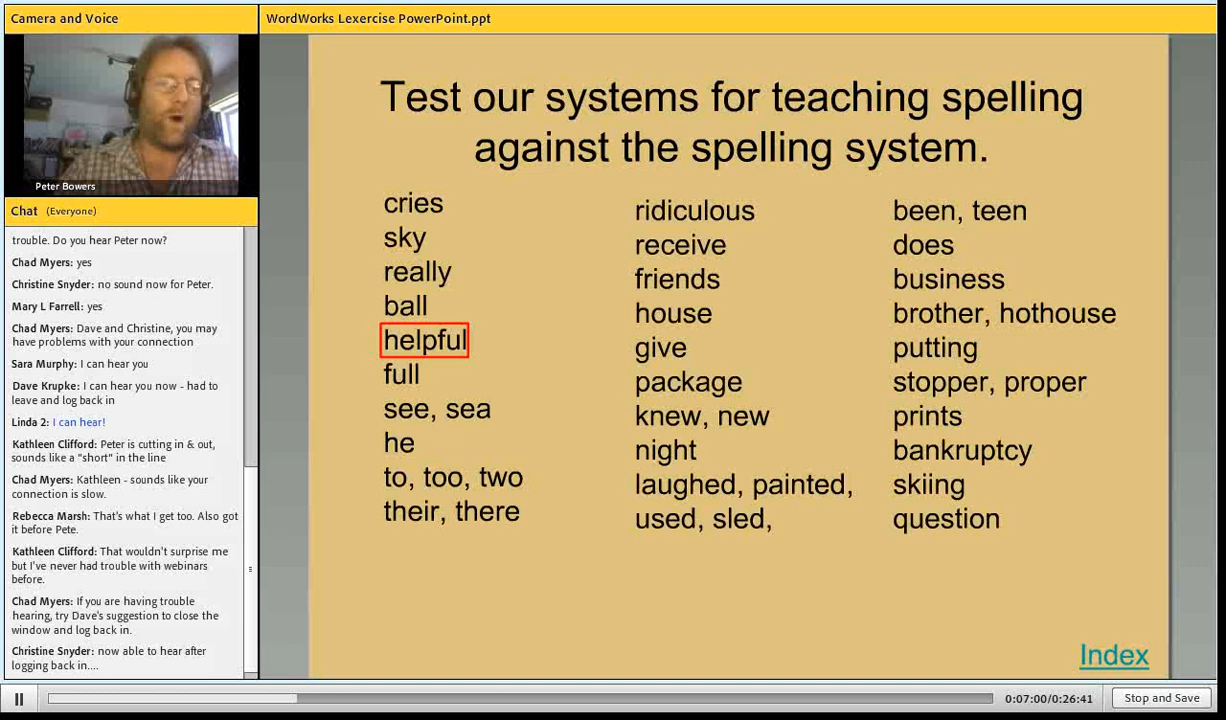 Camera and Voice
WordWorks Lexercise PowerPoint.ppt
Peter Bowers
Chat (Everyone)
trouble. Do you hear Peter now?
Chad Myers: yes
Christine Snyder: no sound now for Peter.
Mary L Farrell: yes
Chad Myers: Dave and Christine, you may
have problems with your connection
Sara Murphy: I can hear you
Dave Krupke: I can hear you now - had to
leave and log back in
Linda 2: I can hear!
Kathleen Clifford: Peter is cutting in & out,
sounds like a "short" in the line
Chad Myers: Kathleen - sounds like your
connection is slow.
Rebecca Marsh: That's what I get too. Also got
it before Pete.
Kathleen Clifford: That wouldn't surprise me
but I've never had trouble with webinars
before.
Chad Myers: If you are having trouble
hearing, try Dave's suggestion to close the
window and log back in.
Christine Snyder: now able to hear after
logging back in....
Test our systems for teaching spelling
against the spelling system.
cries
sky
really
ball
helpful
full
see, sea
he
to, too, two
their, there
ridiculous
receive
friends
house
give
package
knew, new
night
laughed, painted,
used, sled,
been, teen
does
business
brother, hothouse
putting
stopper, proper
prints
bankruptcy
skiing
question
Index
0:07:00/0:26:41
Stop and Save